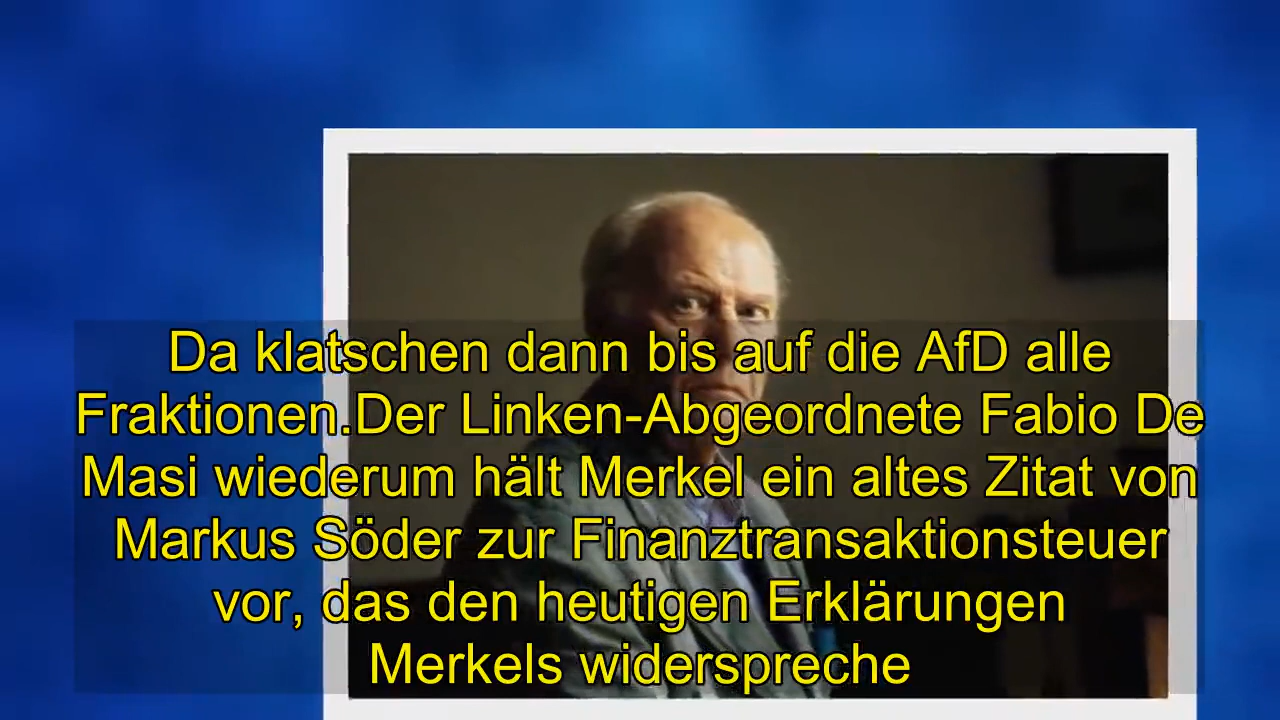 Da klatschen dann bis auf die AfD alle
Fraktionen.Der Linken-Abgeordnete Fabio De
Masi wiederum hält Merkel ein altes Zitat von
Markus Söder zur Finanztransaktionsteuer
vor, das den heutigen Erklärungen
Merkels widerspreche